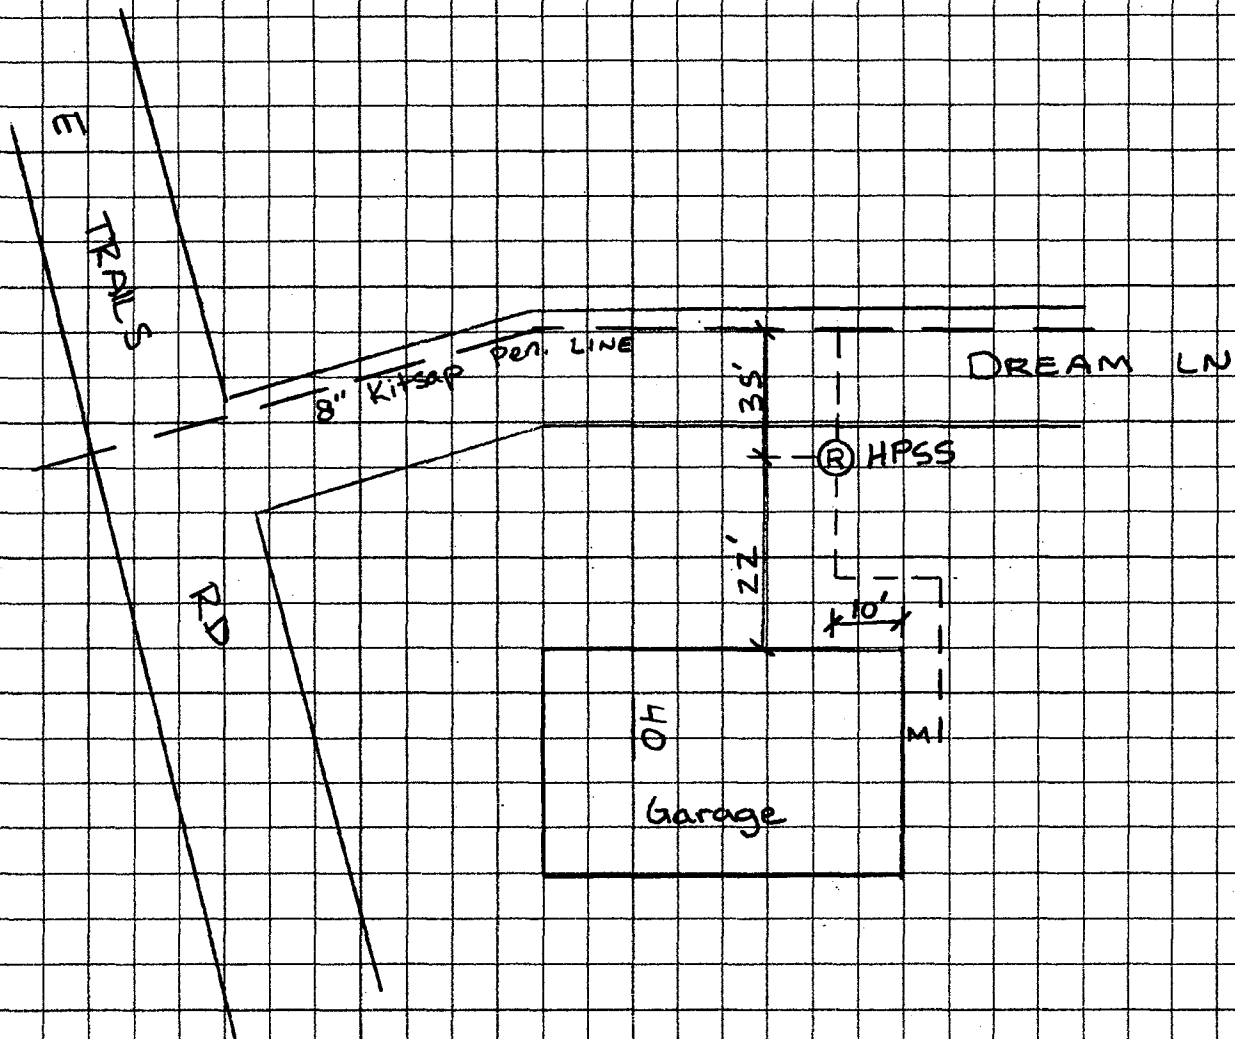 E
TRAILS
RD
8" Kitsap Pen. LINE
DREAM LN
35'
R HPSS
22'
10'
40
M
Garage